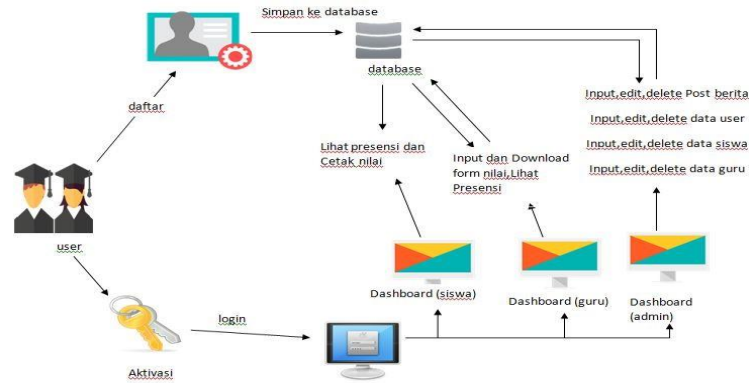 Simpan ke database
database
daftar
Input,edit,delete Post berita
Input,edit,delete data user
Input,edit,delete data siswa
Input,edit,delete data guru
Lihat presensi dan
Cetak nilai
Input dan Download
form nilai,Lihat
Presensi
user
Dashboard (siswa)
Dashboard (guru)
Dashboard
(admin)
login
Aktivasi